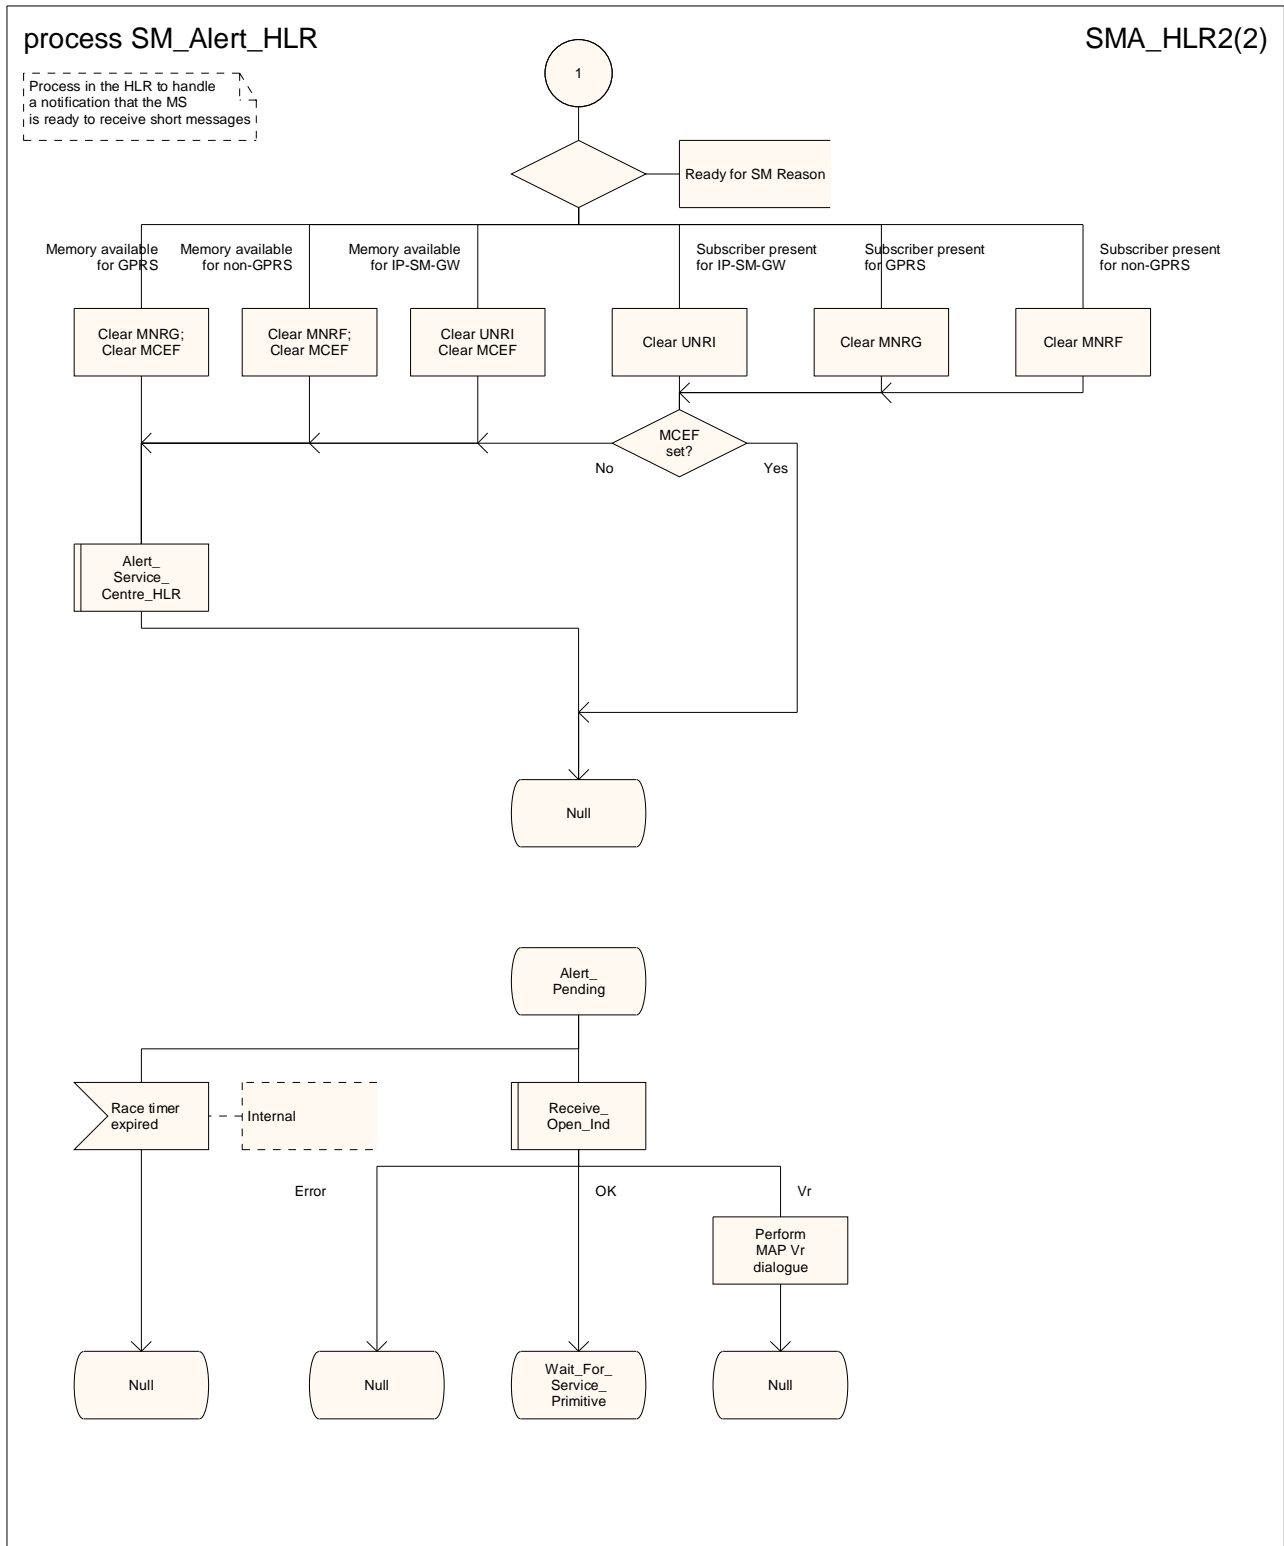 process SM_Alert_HLR
SMA_HLR2(2)
Process in the HLR to handle
a notification that the MS
is ready to receive short messages
1
Ready for SM Reason
Memory available
for GPRS
Memory available
for non-GPRS
Memory available
for IP-SM-GW
Subscriber present
for IP-SM-GW
Subscriber present
for GPRS
Subscriber present
for non-GPRS
Clear MNRG;
Clear MCEF
Clear MNRF;
Clear MCEF
Clear UNRI
Clear MCEF
Clear UNRI
Clear MNRG
Clear MNRF
MCEF
set?
No
Yes
Alert_
Service_
Centre_HLR
Null
Alert_
Pending
Race timer
expired
Internal
Receive_
Open_Ind
Error
OK
Vr
Perform
MAP Vr
dialogue
Null
Null
Wait_For_
Service_
Primitive
Null